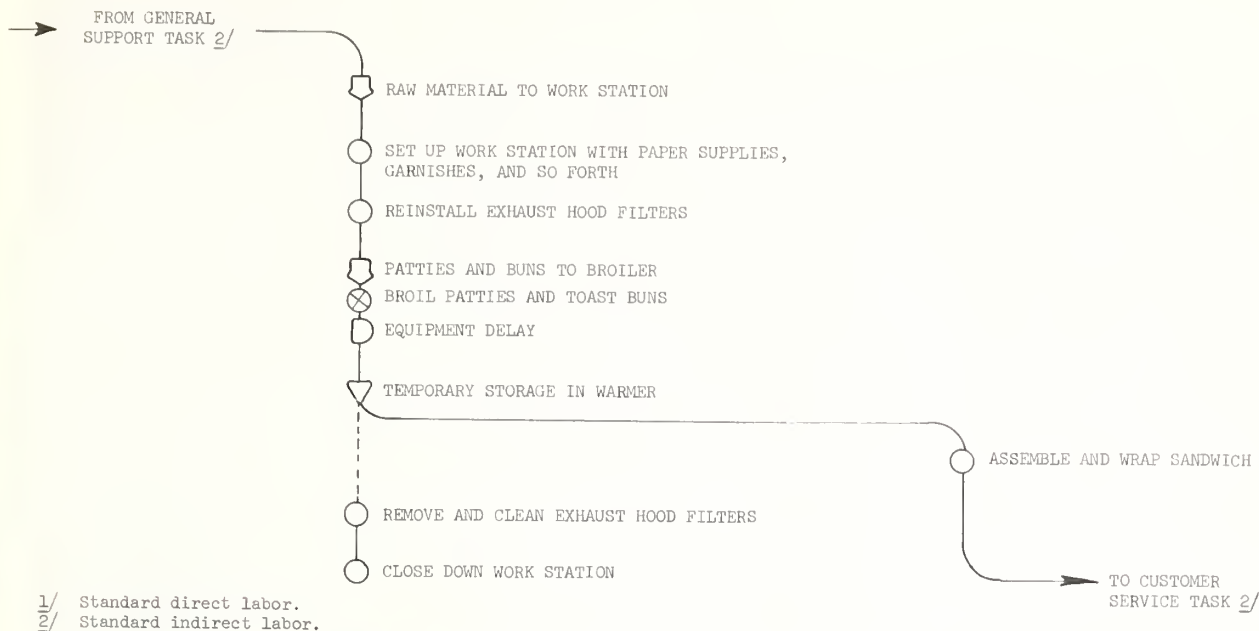 FROM GENERAL
SUPPORT TASK 2/
RAW MATERIAL TO WORK STATION
SET UP WORK STATION WITH PAPER SUPPLIES,
GARNISHES, AND SO FORTH
REINSTALL EXHAUST HOOD FILTERS
PATTIES AND BUNS TO BROILER
BROIL PATTIES AND TOAST BUNS
EQUIPMENT DELAY
TEMPORARY STORAGE IN WARMER
ASSEMBLE AND WRAP SANDWICH
REMOVE AND CLEAN EXHAUST HOOD FILTERS
CLOSE DOWN WORK STATION
TO CUSTOMER
SERVICE TASK 2/
1/ Standard direct labor.
2/ Standard indirect labor.